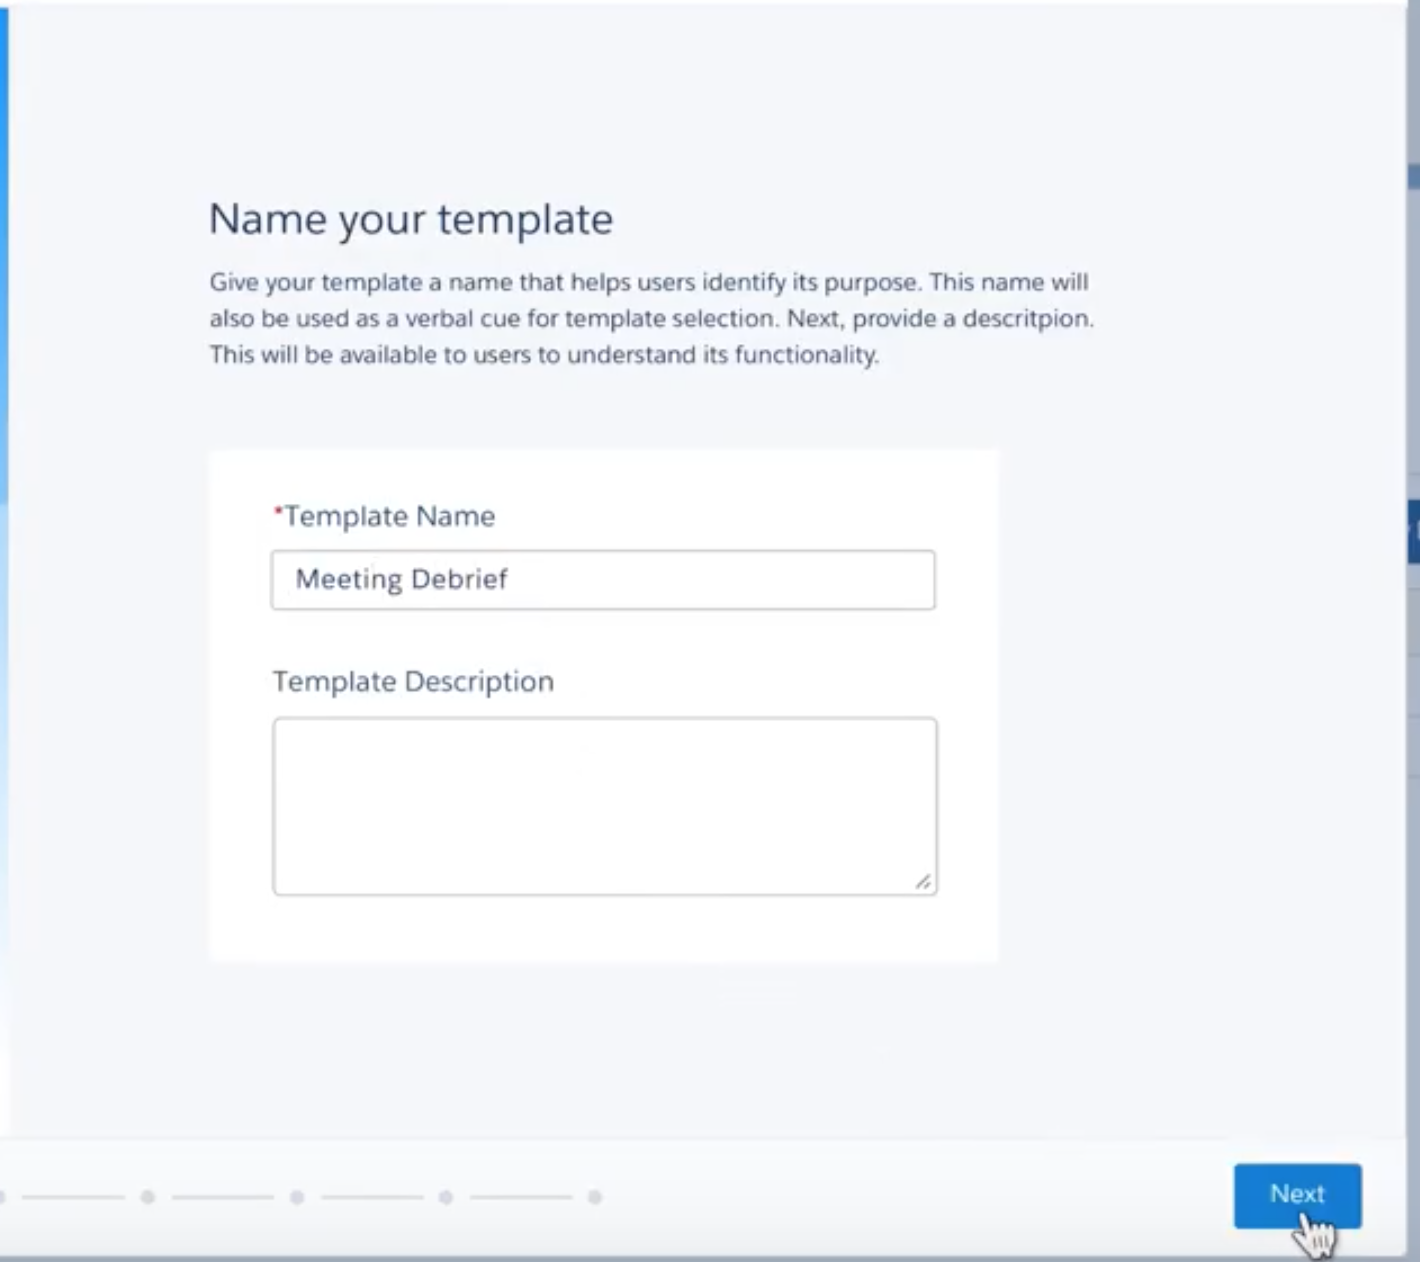 Name your template
Give your template a name that helps users identify its purpose. This name will
also be used as a verbal cue for template selection. Next, provide a descritpion.
This will be available to users to understand its functionality.
*Template Name
Meeting Debrief
Template Description
Next